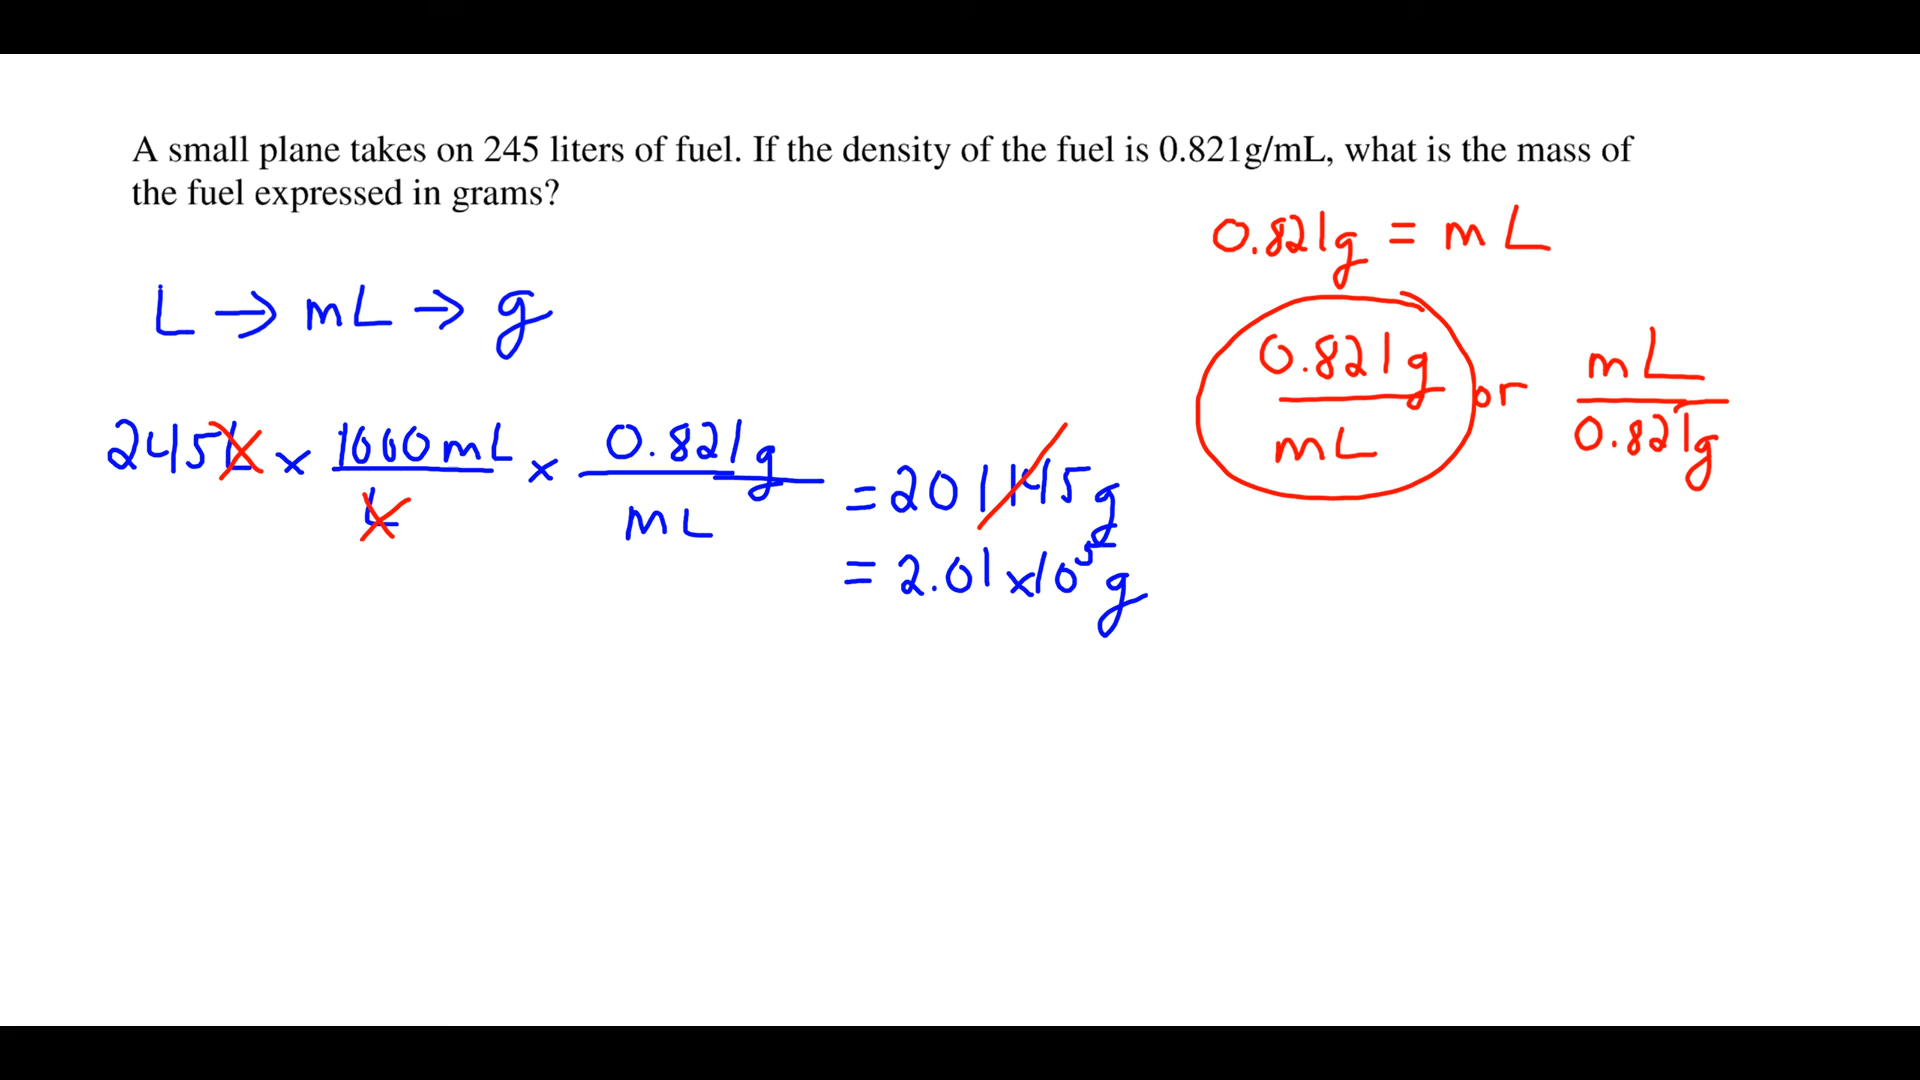 A small plane takes on 245 liters of fuel. If the density of the fuel is 0.821g/mL, what is the mass of
the fuel expressed in grams?
0.821g = mL
L → mL → g
0.821g / mL or mL / 0.821g
245L × 1000mL / L × 0.821g / mL = 201145g
= 2.01 × 10⁵ g